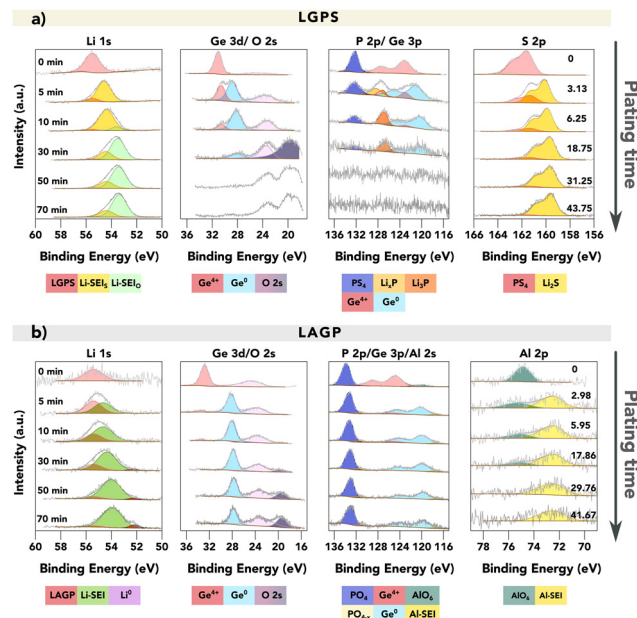 LGPS
a)
Li 1s
Ge 3d/ O 2s
P 2p/ Ge 3p
S 2p
0 min
5 min
10 min
30 min
50 min
70 min
0
3.13
6.25
18.75
31.25
43.75
Intensity (a.u.)
Plating time
60 58 56 54 52 50
36 32 28 24 20
136 132 128 124 120 116
166 164 162 160 158 156 154
Binding Energy (eV)
Binding Energy (eV)
Binding Energy (eV)
Binding Energy (eV)
LGPS Li-SEIS Li-SEIO
Ge4+ Ge0 O 2s
PS4 LixP Li3P
Ge4+ Ge0
PS4 Li2S
LAGP
b)
Li 1s
Ge 3d/O 2s
P 2p/Ge 3p/Al 2s
Al 2p
0 min
5 min
10 min
30 min
50 min
70 min
0
2.98
5.95
17.86
29.76
41.67
Intensity (a.u.)
Plating time
60 58 56 54 52 50
36 32 28 24 20 16
136 132 128 124 120 116
78 76 74 72 70
Binding Energy (eV)
Binding Energy (eV)
Binding Energy (eV)
Binding Energy (eV)
LAGP Li-SEI Li0
Ge4+ Ge0 O 2s
PO4 Ge4+ AlO6
PO4-x Ge0 Al-SEI
AlO6 Al-SEI